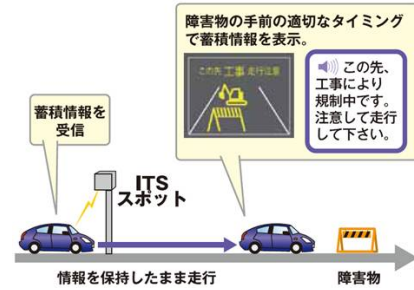 障害物の手前の適切なタイミング
で蓄積情報を表示。
この先 工事 走行注意
この先、
工事により
規制中です。
注意して走行
して下さい。
蓄積情報を
受信
ITS
スポット
情報を保持したまま走行
障害物